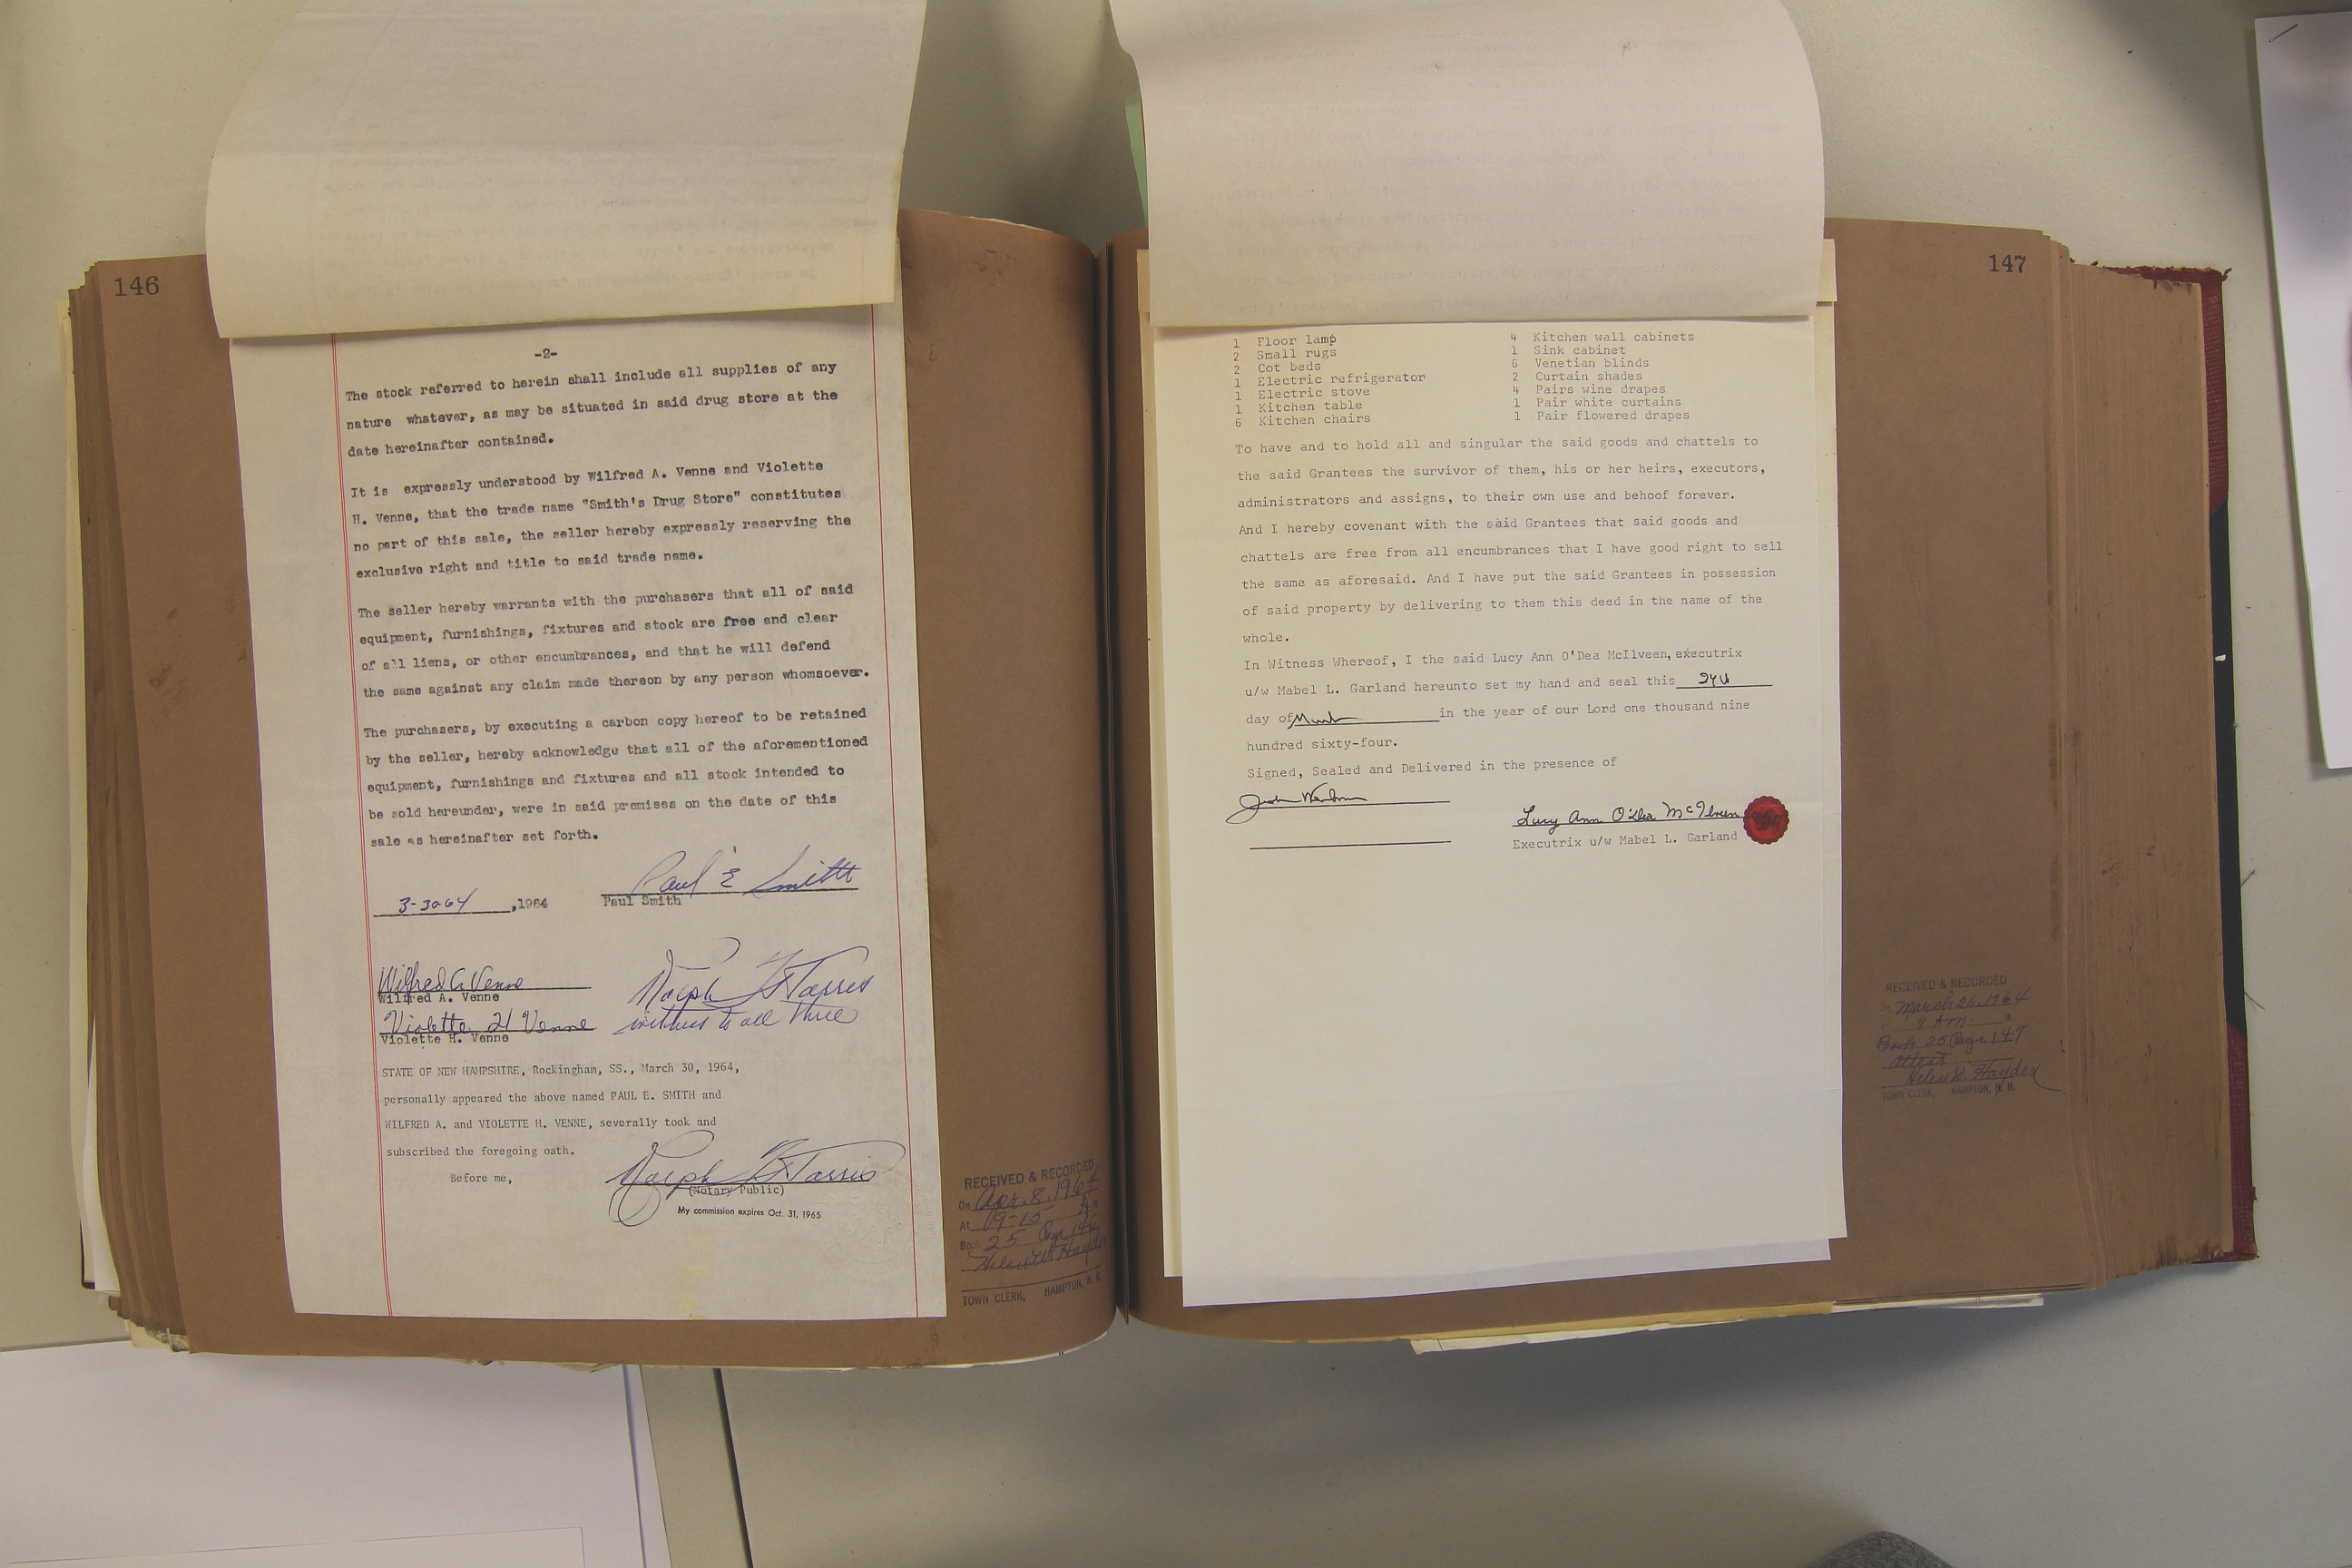 146
-2-
The stock referred to herein shall include all supplies of any
nature whatever, as may be situated in said drug store at the
date hereinafter contained.
It is expressly understood by Wilfred A. Venne and Violette
H. Venne, that the trade name "Smith's Drug Store" constitutes
no part of this sale, the seller hereby expressly reserving the
exclusive right and title to said trade name.
The seller hereby warrants with the purchasers that all of said
equipment, furnishings, fixtures and stock are free and clear
of all liens, or other encumbrances, and that he will defend
the same against any claim made thereon by any person whomsoever.
The purchasers, by executing a carbon copy hereof to be retained
by the seller, hereby acknowledge that all of the aforementioned
equipment, furnishings and fixtures and all stock intended to
be sold hereunder, were in said premises on the date of this
sale as hereinafter set forth.
Paul E Smith
3-30-64 ,1964 Paul Smith
Wilfred A Venne
Wilfred A. Venne
Violette H Venne witness to all three
Violette H. Venne
STATE OF NEW HAMPSHIRE, Rockingham, SS., March 30, 1964,
personally appeared the above named PAUL E. SMITH and
WILFRED A. and VIOLETTE H. VENNE, severally took and
subscribed the foregoing oath.
Before me,
(Notary Public)
My commission expires Oct. 31, 1965
RECEIVED & RECORDED
On Apr. 8, 1964
At 9-15 A M.
Book 25 Page 146
Helen W. Hayden
TOWN CLERK, HAMPTON, N. H.
147
1 Floor lamp
2 Small rugs
2 Cot beds
1 Electric refrigerator
1 Electric stove
1 Kitchen table
6 Kitchen chairs
4 Kitchen wall cabinets
1 Sink cabinet
6 Venetian blinds
2 Curtain shades
4 Pairs wine drapes
1 Pair white curtains
1 Pair flowered drapes
To have and to hold all and singular the said goods and chattels to
the said Grantees the survivor of them, his or her heirs, executors,
administrators and assigns, to their own use and behoof forever.
And I hereby covenant with the said Grantees that said goods and
chattels are free from all encumbrances that I have good right to sell
the same as aforesaid. And I have put the said Grantees in possession
of said property by delivering to them this deed in the name of the
whole.
In Witness Whereof, I the said Lucy Ann O'Dea McIlveen, executrix
u/w Mabel L. Garland hereunto set my hand and seal this 24th
day of March in the year of our Lord one thousand nine
hundred sixty-four.
Signed, Sealed and Delivered in the presence of
Lucy Ann O'Dea McIlveen
Executrix u/w Mabel L. Garland
RECEIVED & RECORDED
March 26, 1964
9 AM
Book 25 Page 147
Attest
Helen W. Hayden
TOWN CLERK, HAMPTON, N. H.